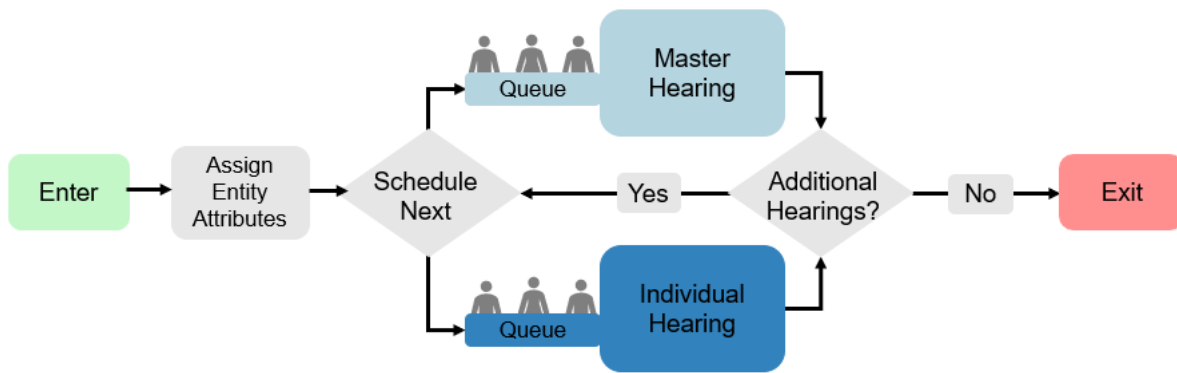 Enter
Assign
Entity
Attributes
Schedule
Next
Queue
Master
Hearing
Queue
Individual
Hearing
Yes
Additional
Hearings?
No
Exit